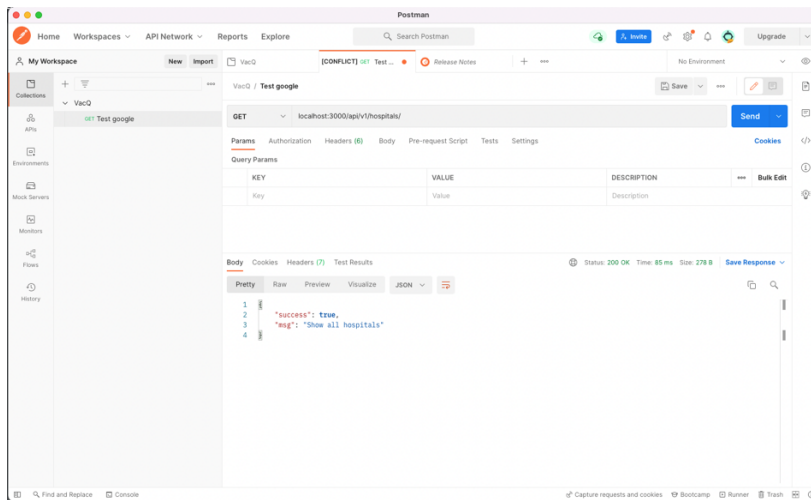 Postman
Home Workspaces API Network Reports Explore Search Postman Invite Upgrade
My Workspace New Import VacQ [CONFLICT] GET Test ... Release Notes No Environment
Collections
VacQ / Test google Save
VacQ
GET Test google
GET localhost:3000/api/v1/hospitals/ Send
APIs
Params Authorization Headers (6) Body Pre-request Script Tests Settings Cookies
Environments
Query Params
KEY VALUE DESCRIPTION Bulk Edit
Key Value Description
Mock Servers
Monitors
Flows
Body Cookies Headers (7) Test Results Status: 200 OK Time: 85 ms Size: 278 B Save Response
Pretty Raw Preview Visualize JSON
History
1 {
2 "success": true,
3 "msg": "Show all hospitals"
4 }
Find and Replace Console Capture requests and cookies Bootcamp Runner Trash